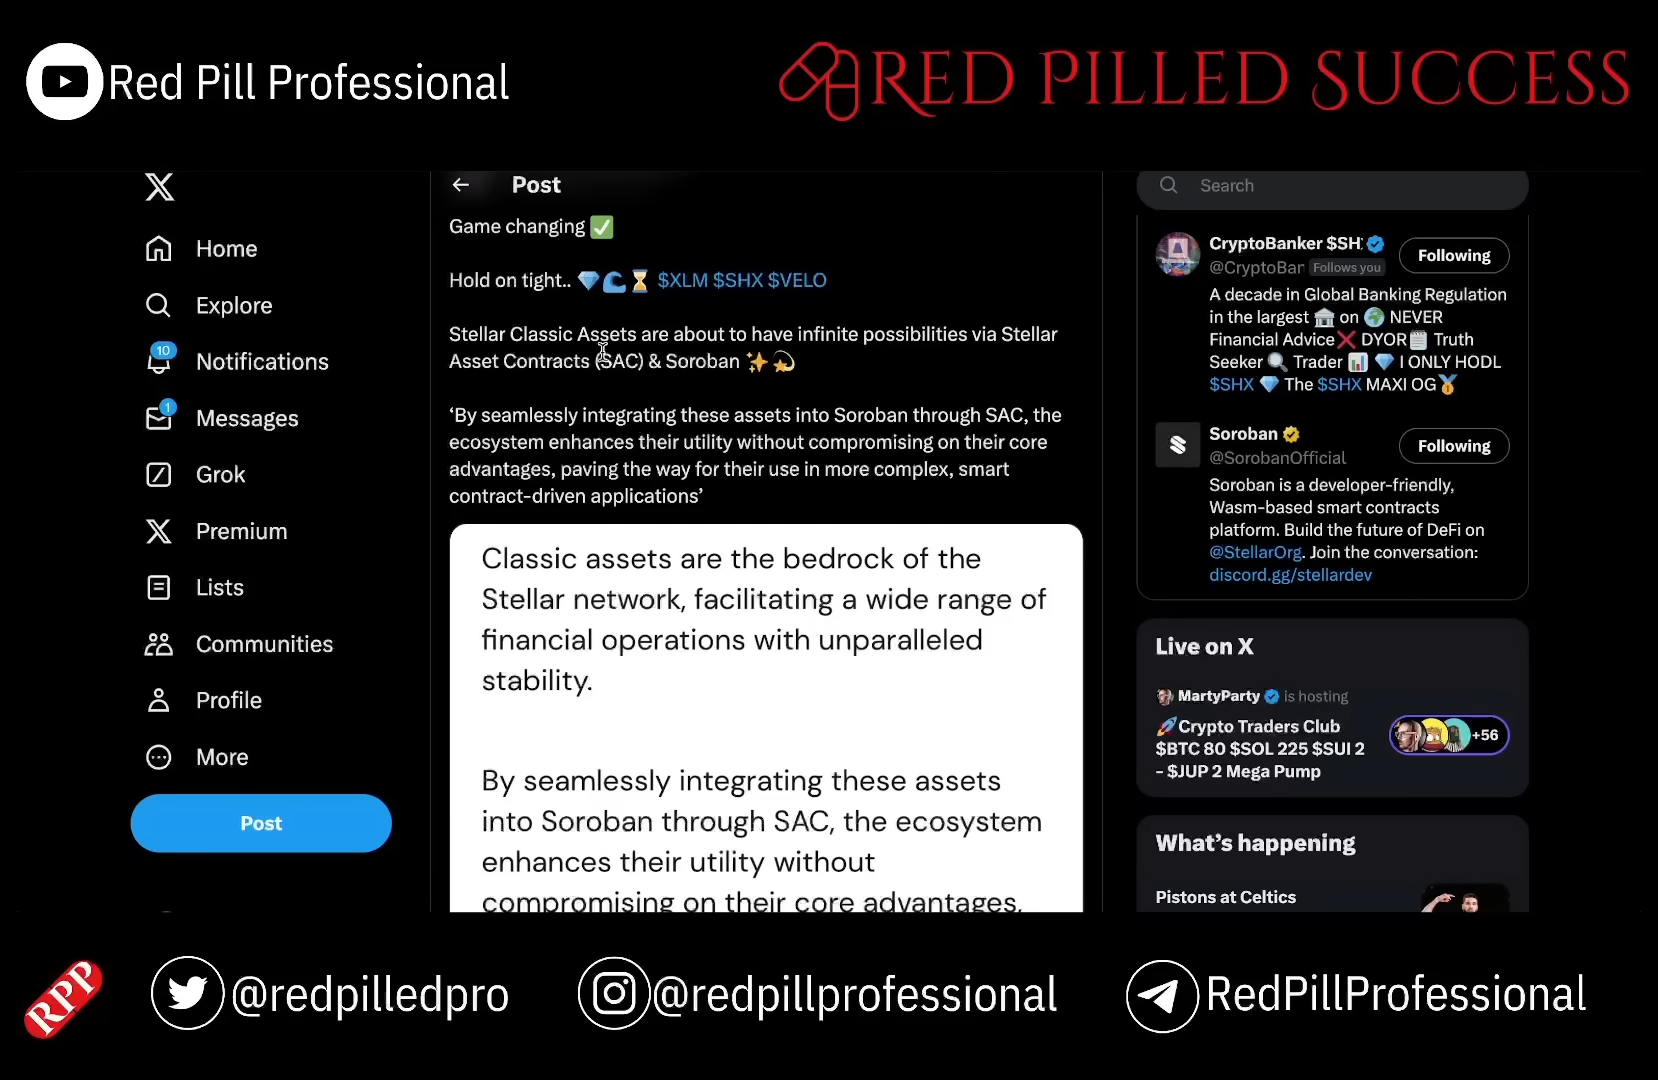 Red Pill Professional
RED PILLED SUCCESS
Post
Search
Home
Explore
10
Notifications
1
Messages
Grok
Premium
Lists
Communities
Profile
More
Post
Game changing ✅
Hold on tight.. 💎🌊⏳ $XLM $SHX $VELO
Stellar Classic Assets are about to have infinite possibilities via Stellar
Asset Contracts (SAC) & Soroban ✨💫
‘By seamlessly integrating these assets into Soroban through SAC, the
ecosystem enhances their utility without compromising on their core
advantages, paving the way for their use in more complex, smart
contract-driven applications’
Classic assets are the bedrock of the
Stellar network, facilitating a wide range of
financial operations with unparalleled
stability.
By seamlessly integrating these assets
into Soroban through SAC, the ecosystem
enhances their utility without
compromising on their core advantages,
CryptoBanker $SH
@CryptoBan Follows you
Following
A decade in Global Banking Regulation
in the largest 🏛️ on 🌍 NEVER
Financial Advice❌ DYOR🗒️ Truth
Seeker 🔍 Trader 📊 💎 I ONLY HODL
$SHX 💎 The $SHX MAXI OG🥇
Soroban
@SorobanOfficial
Following
Soroban is a developer-friendly,
Wasm-based smart contracts
platform. Build the future of DeFi on
@StellarOrg. Join the conversation:
discord.gg/stellardev
Live on X
MartyParty is hosting
🚀Crypto Traders Club
$BTC 80 $SOL 225 $SUI 2
- $JUP 2 Mega Pump
+56
What’s happening
Pistons at Celtics
RPP
@redpilledpro
@redpillprofessional
RedPillProfessional